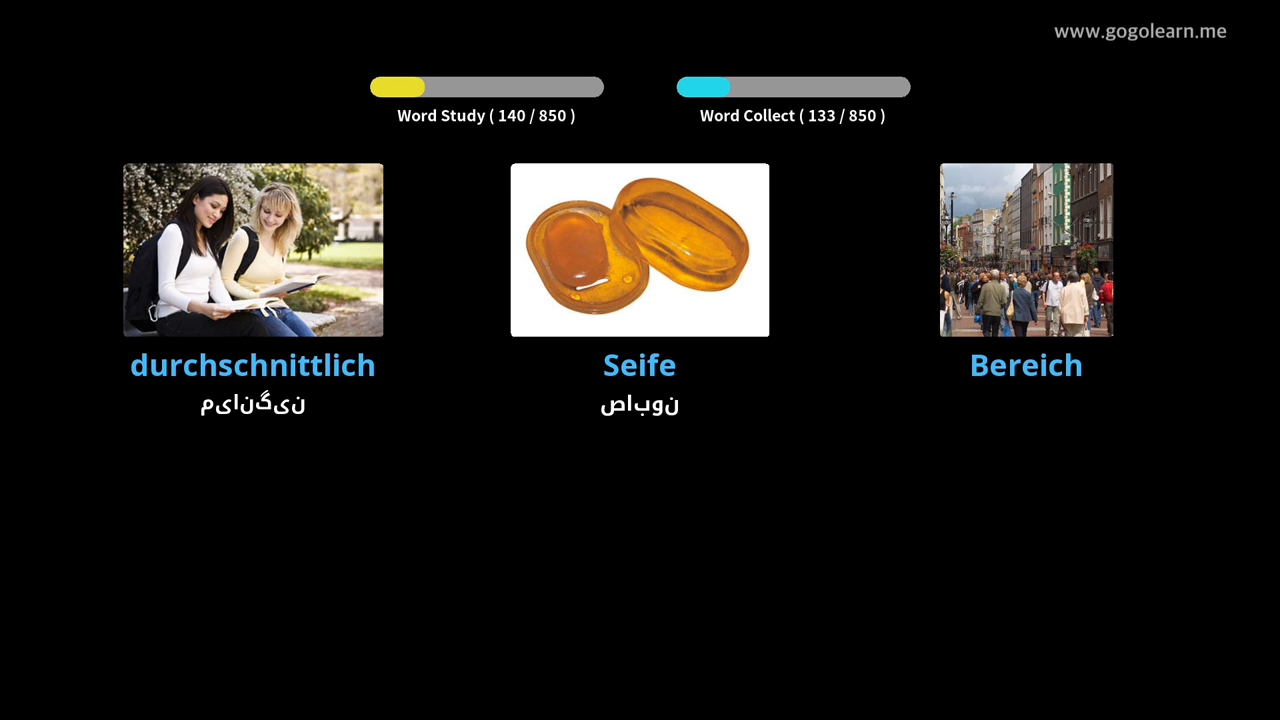 www.gogolearn.me
Word Study ( 140 / 850 )
Word Collect ( 133 / 850 )
durchschnittlich
میانگین
Seife
صابون
Bereich